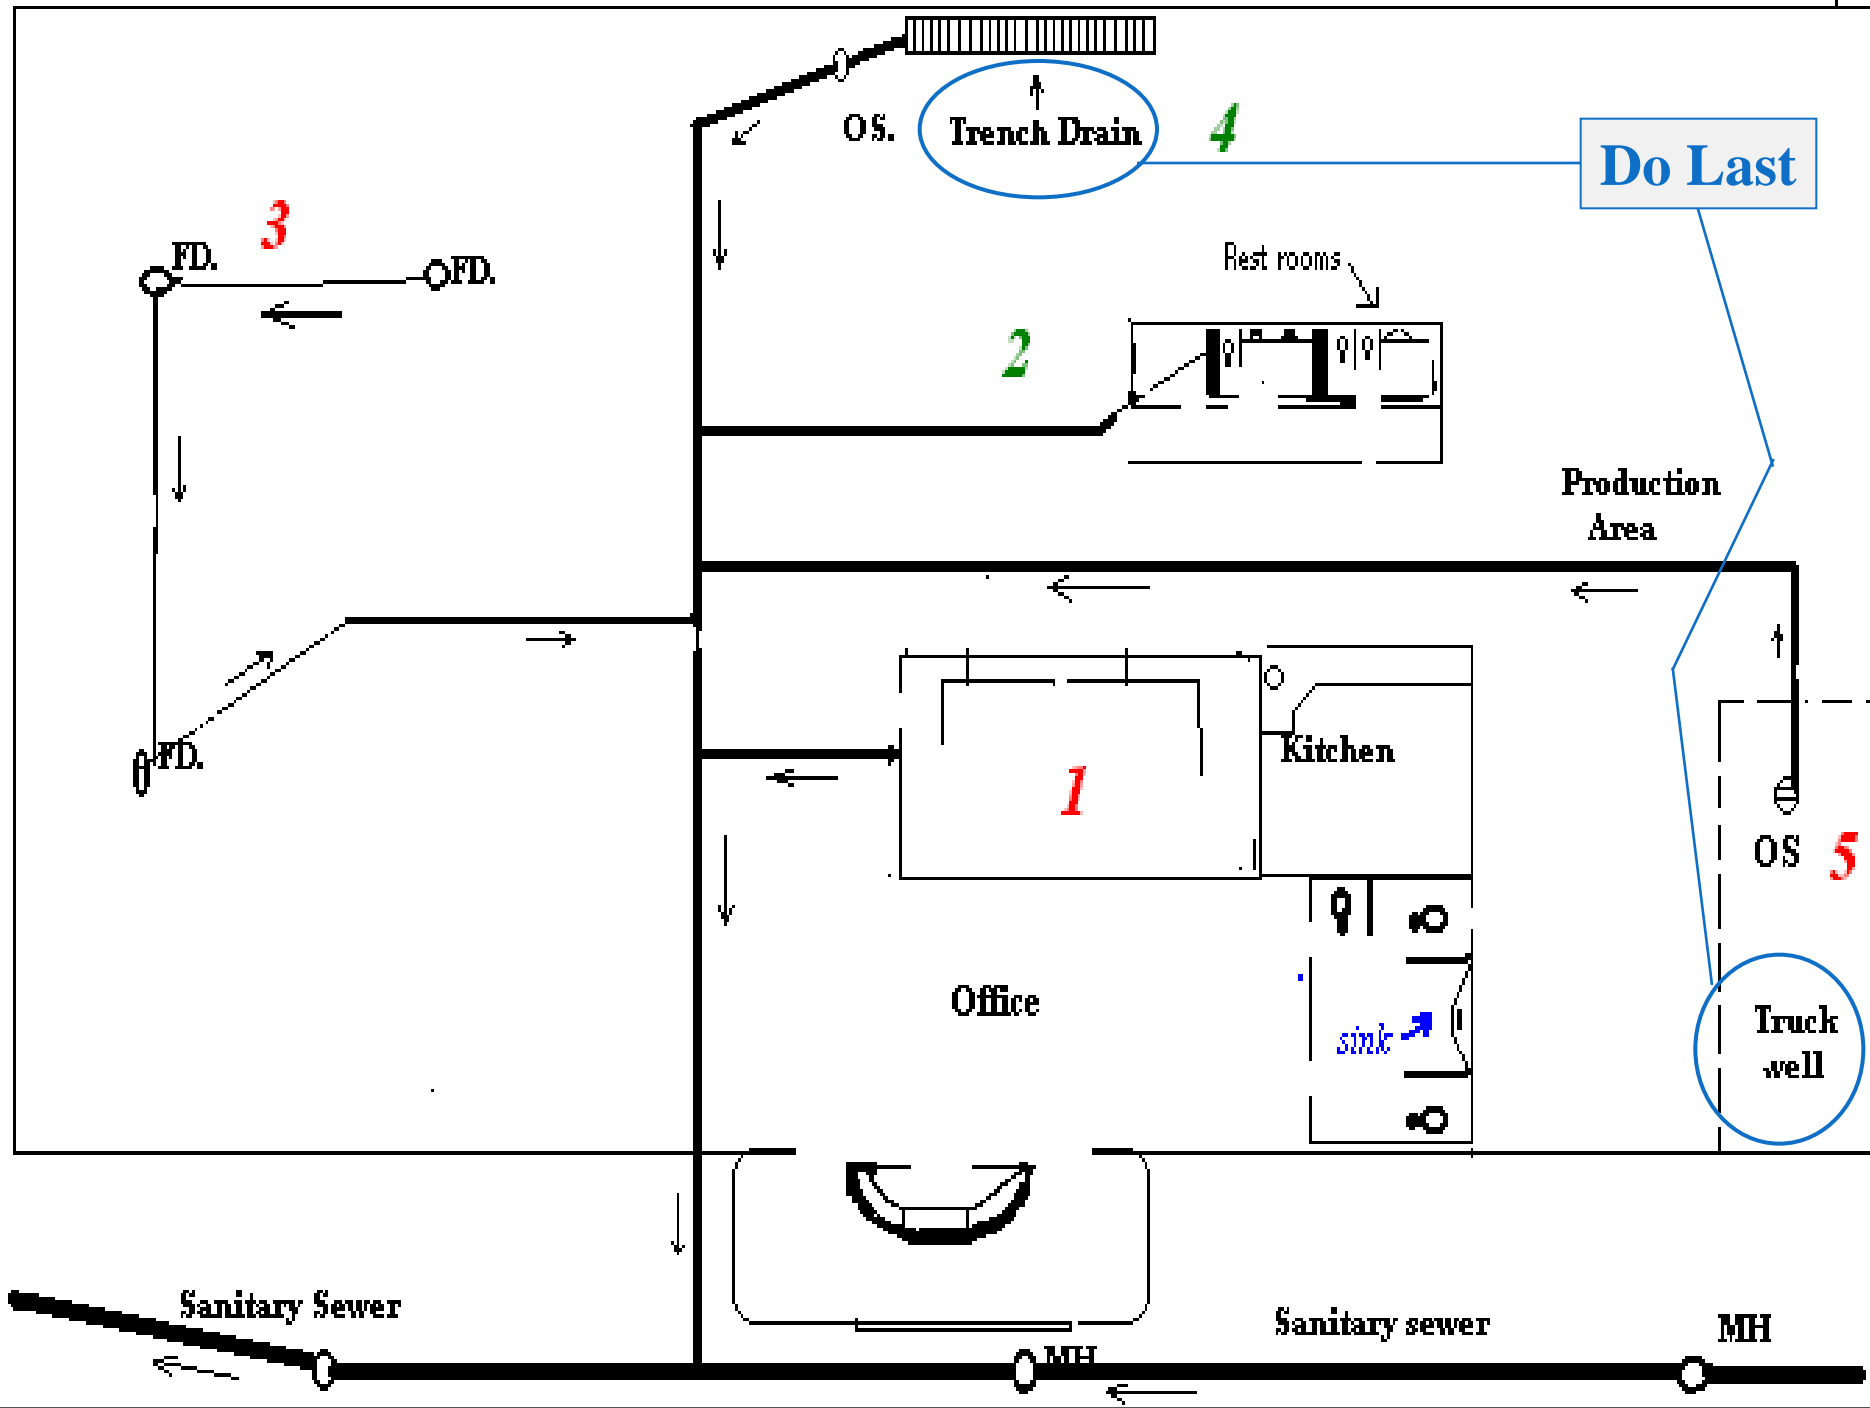 OS.
Trench Drain
4
Do Last
3
FD.
FD.
Rest rooms
2
Production
Area
Kitchen
1
FD.
OS
5
Office
sink
Truck
well
Sanitary Sewer
Sanitary sewer
MH
MH